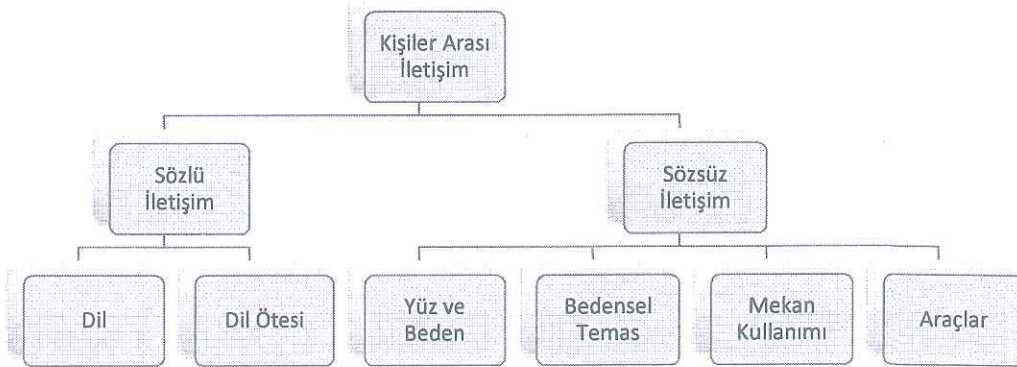 Kişiler Arası
İletişim
Sözlü
İletişim
Sözsüz
İletişim
Dil
Dil Ötesi
Yüz ve
Beden
Bedensel
Temas
Mekan
Kullanımı
Araçlar